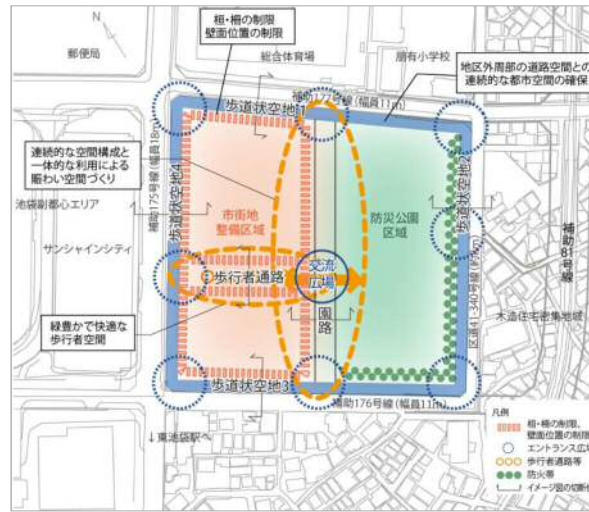 郵便局
垣・柵の制限
壁面位置の制限
総合体育場
朋有小学校
地区外周部の道路空間との
連続的な都市空間の確保
補助177号線(幅員11m)
歩道状空地1
連続的な空間構成と
一体的な利用による
賑わい空間づくり
補助175号線(幅員18m)
歩道状空地4
池袋副都心エリア
サンシャインシティ
市街地
整備区域
防災公園
区域
歩道状空地2
補助81号線
歩行者通路
交流
広場
園路
木造住宅密集地域
緑豊かで快適な
歩行者空間
歩道状空地3
補助176号線(幅員11m)
↓東池袋駅へ
凡例
垣・柵の制限、
壁面位置の制限
エントランス広場
歩行者通路等
防火帯
イメージ図の切断位